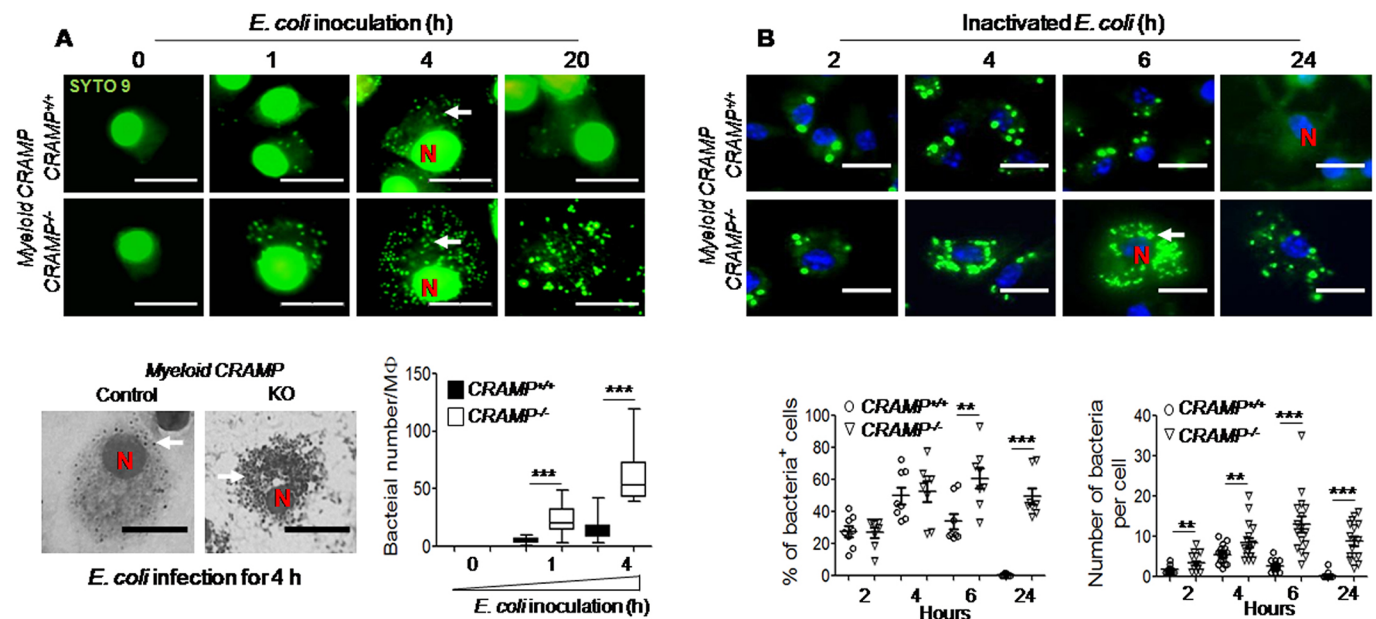 A
E. coli inoculation (h)
0 1 4 20
SYTO 9
Myeloid CRAMP
CRAMP+/+
CRAMP-/-
N
N
B
Inactivated E. coli (h)
2 4 6 24
Myeloid CRAMP
CRAMP+/+
CRAMP-/-
N
N
Myeloid CRAMP
Control KO
N
N
E. coli infection for 4 h
Bacterial number/MΦ
150
100
50
0
CRAMP+/+
CRAMP-/-
***
***
0 1 4
E. coli inoculation (h)
% of bacteria+ cells
100
80
60
40
20
0
CRAMP+/+
CRAMP-/-
**
***
2 4 6 24
Hours
Number of bacteria
per cell
40
30
20
10
0
CRAMP+/+
CRAMP-/-
**
**
***
***
2 4 6 24
Hours